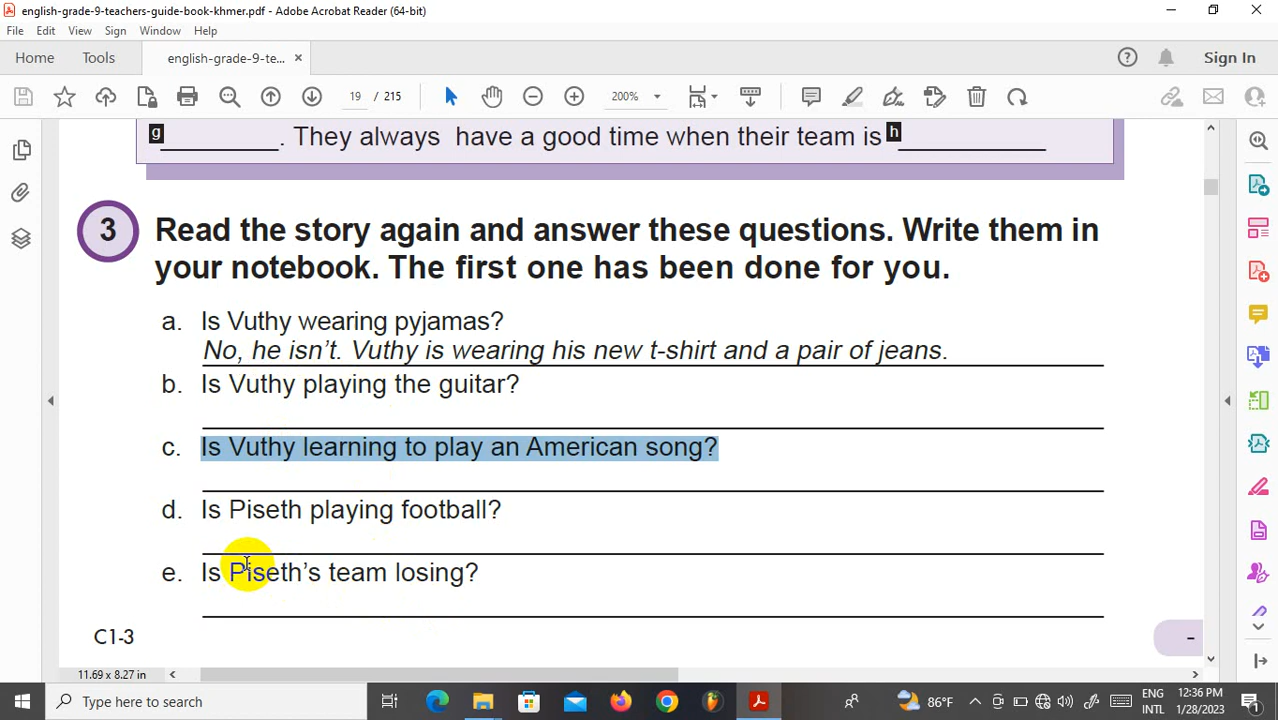 english-grade-9-teachers-guide-book-khmer.pdf - Adobe Acrobat Reader (64-bit)
File Edit View Sign Window Help
Home Tools english-grade-9-te... × Sign In
19 / 215 200%
g ________. They always have a good time when their team is h ________
3 Read the story again and answer these questions. Write them in
your notebook. The first one has been done for you.
a. Is Vuthy wearing pyjamas?
No, he isn't. Vuthy is wearing his new t-shirt and a pair of jeans.
b. Is Vuthy playing the guitar?
c. Is Vuthy learning to play an American song?
d. Is Piseth playing football?
e. Is Piseth's team losing?
C1-3
-
11.69 x 8.27 in
Type here to search
86°F
ENG
INTL
12:36 PM
1/28/2023
1